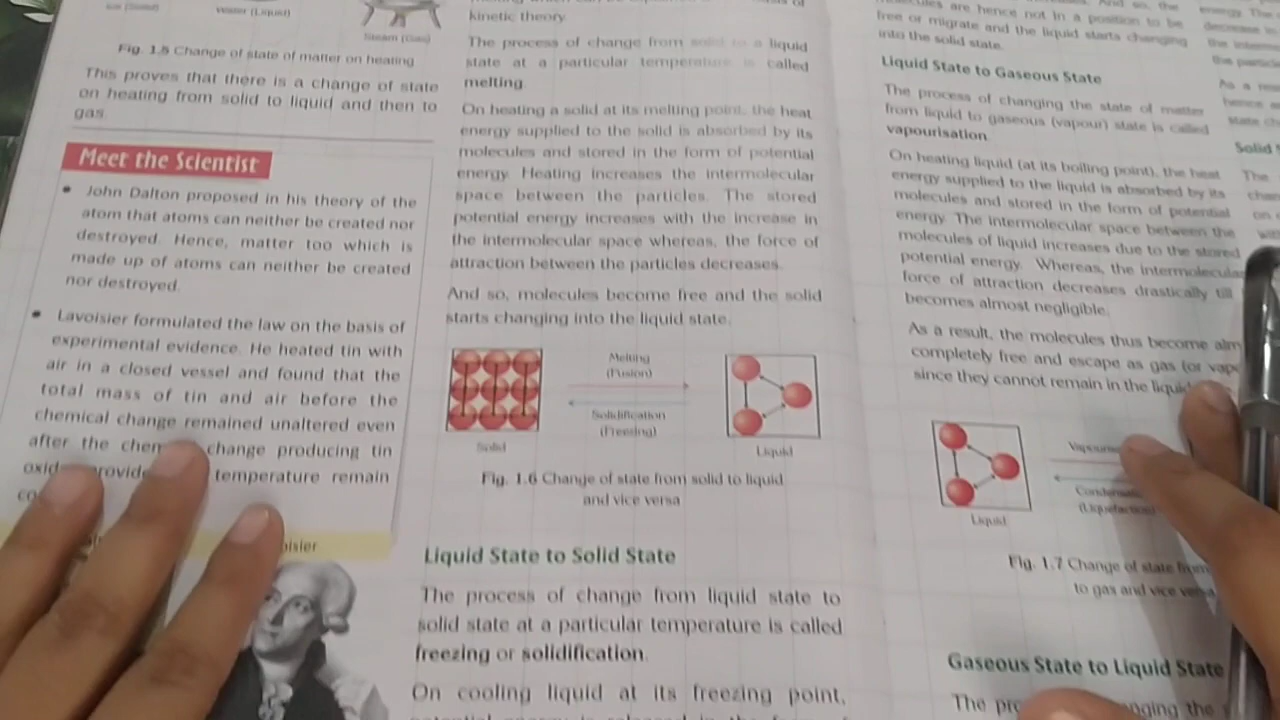 Water (Liquid)
Steam (Gas)
Fig. 1.5 Change of state of matter on heating
This proves that there is a change of state
on heating from solid to liquid and then to
gas.
Meet the Scientist
• John Dalton proposed in his theory of the
atom that atoms can neither be created nor
destroyed. Hence, matter too which is
made up of atoms can neither be created
nor destroyed.
• Lavoisier formulated the law on the basis of
experimental evidence. He heated tin with
air in a closed vessel and found that the
total mass of tin and air before the
chemical change remained unaltered even
after the change producing tin
temperature remain
kinetic theory
The process of change from solid to a liquid
state at a particular temperature is called
melting.
On heating a solid at its melting point, the heat
energy supplied to the solid is absorbed by its
molecules and stored in the form of potential
energy. Heating increases the intermolecular
space between the particles. The stored
potential energy increases with the increase in
the intermolecular space whereas, the force of
attraction between the particles decreases.
And so, molecules become free and the solid
starts changing into the liquid state.
Melting
(Fusion)
Solidification
(Freezing)
Solid
Liquid
Fig. 1.6 Change of state from solid to liquid
and vice versa
Liquid State to Solid State
The process of change from liquid state to
solid state at a particular temperature is called
freezing or solidification.
On cooling liquid at its freezing point,
are hence not in a position to be
free or migrate and the liquid starts changing
into the solid state.
Liquid State to Gaseous State
The process of changing the state of matter
from liquid to gaseous (vapour) state is called
vapourisation.
On heating liquid (at its boiling point), the heat
energy supplied to the liquid is absorbed by its
molecules and stored in the form of potential
energy. The intermolecular space between the
molecules of liquid increases due to the stored
potential energy. Whereas, the intermolecular
force of attraction decreases drastically till
becomes almost negligible.
As a result, the molecules thus become
completely free and escape as gas (or
since they cannot remain in the liquid
Liquid
(Liquefaction)
Fig. 1.7 Change of state from
to gas and vice versa
Gaseous State to Liquid State
The the
Solid
The